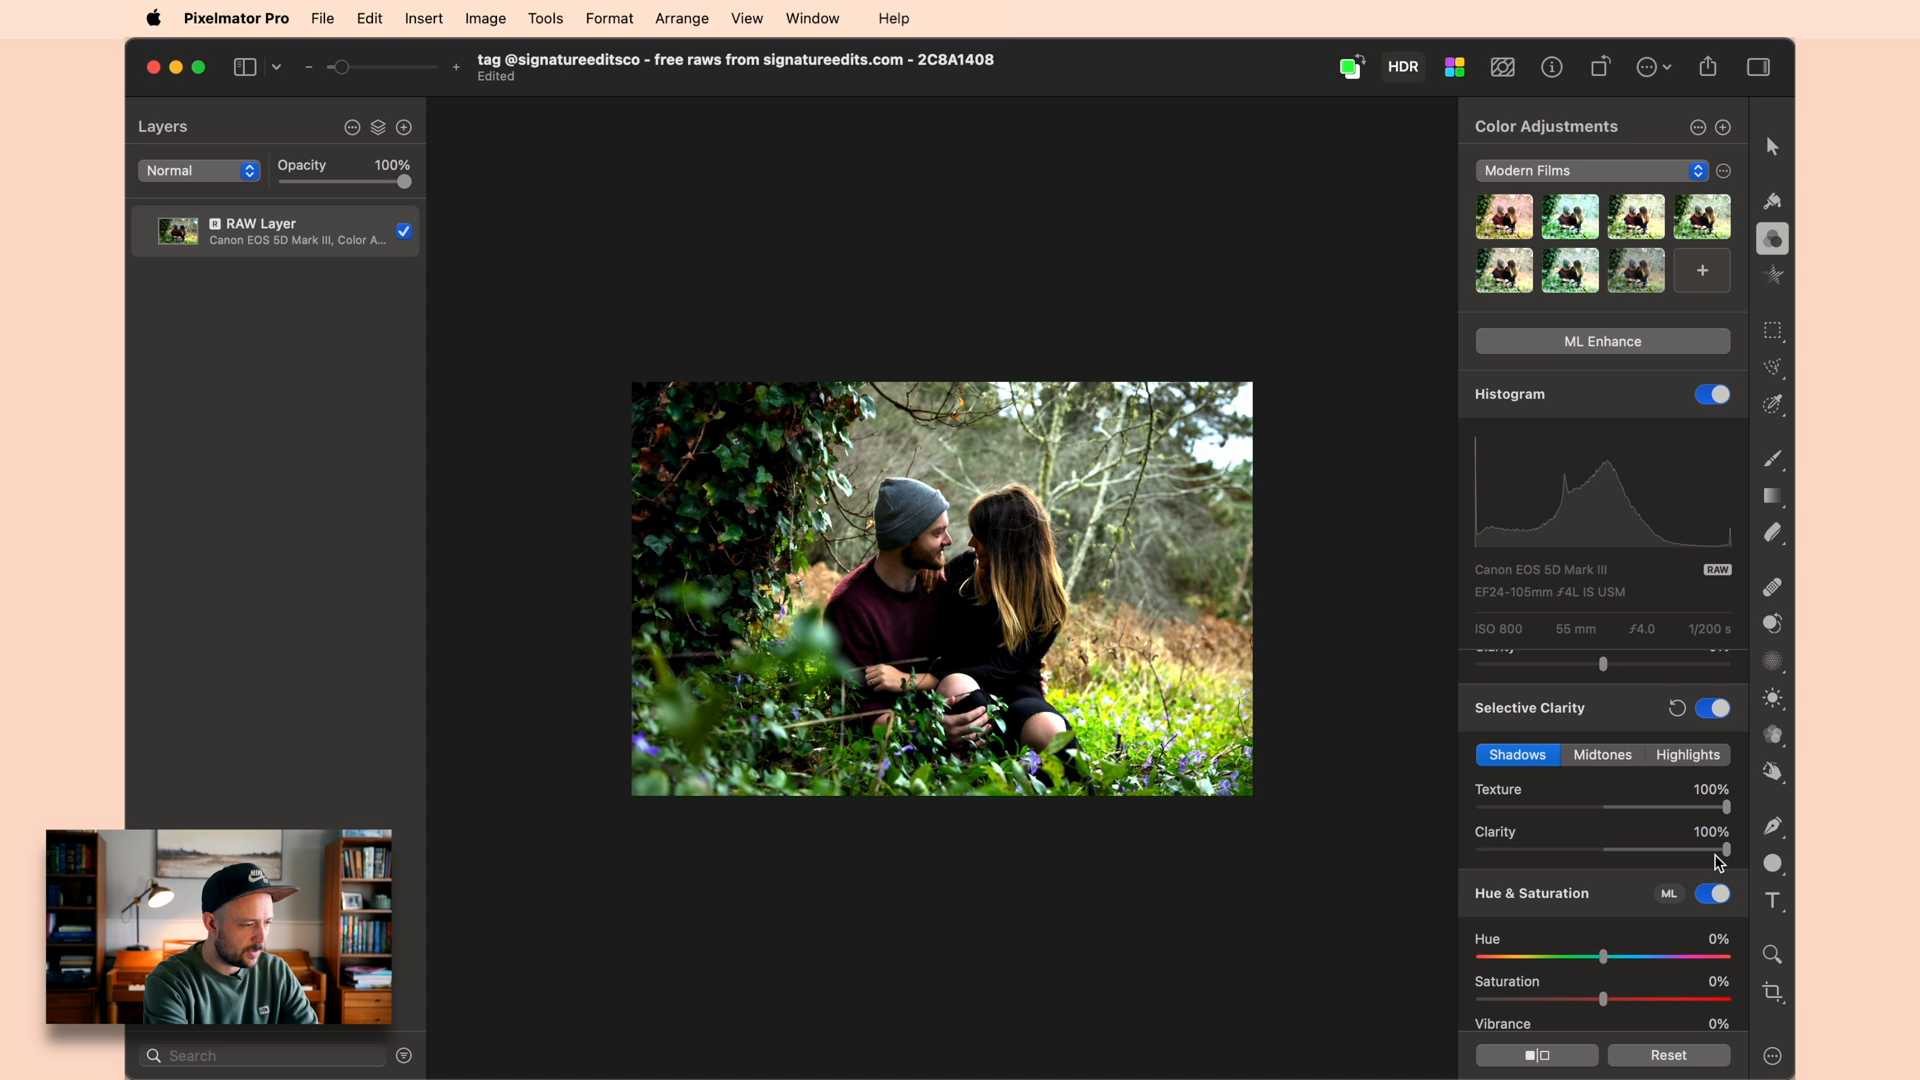 Pixelmator Pro File Edit Insert Image Tools Format Arrange View Window Help
tag @signatureeditsco - free raws from signatureedits.com - 2C8A1408
Edited
HDR
Layers
Normal
Opacity 100%
R RAW Layer
Canon EOS 5D Mark III, Color A...
Search
Color Adjustments
Modern Films
+
ML Enhance
Histogram
Canon EOS 5D Mark III RAW
EF24-105mm ƒ4L IS USM
ISO 800 55 mm ƒ4.0 1/200 s
Selective Clarity
Shadows Midtones Highlights
Texture 100%
Clarity 100%
Hue & Saturation ML
Hue 0%
Saturation 0%
Vibrance 0%
Reset